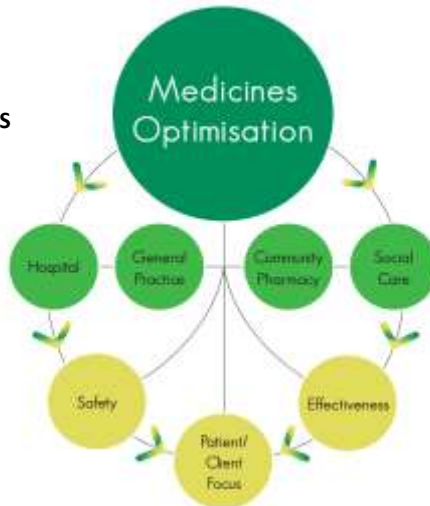 Medicines
Optimisation
s
Hospital
General
Practice
Community
Pharmacy
Social
Care
Safety
Effectiveness
Patient/
Client
Focus